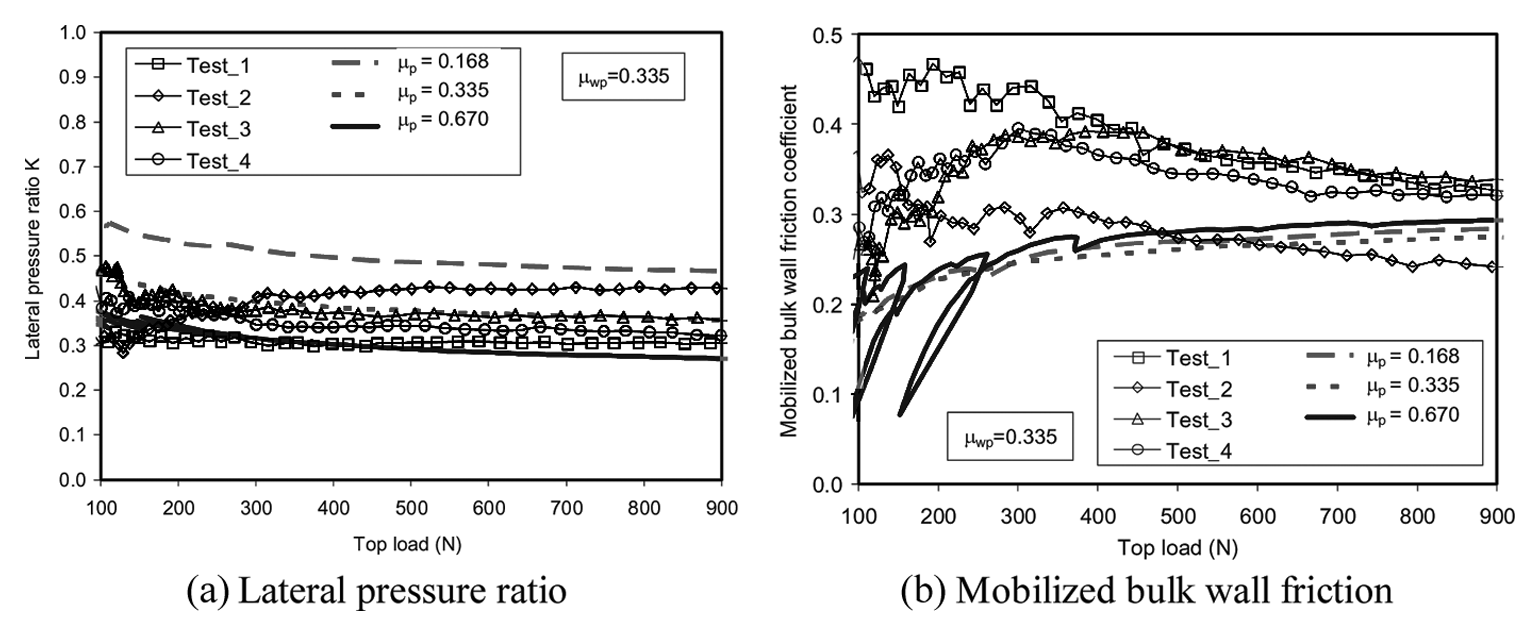 Lateral pressure ratio K
1.0
0.9
0.8
0.7
0.6
0.5
0.4
0.3
0.2
0.1
0.0
Test_1
Test_2
Test_3
Test_4
μp = 0.168
μp = 0.335
μp = 0.670
μwp=0.335
100 200 300 400 500 600 700 800 900
Top load (N)
(a) Lateral pressure ratio
Mobilized bulk wall friction coefficient
0.5
0.4
0.3
0.2
0.1
0.0
μwp=0.335
Test_1
Test_2
Test_3
Test_4
μp = 0.168
μp = 0.335
μp = 0.670
100 200 300 400 500 600 700 800 900
Top load (N)
(b) Mobilized bulk wall friction